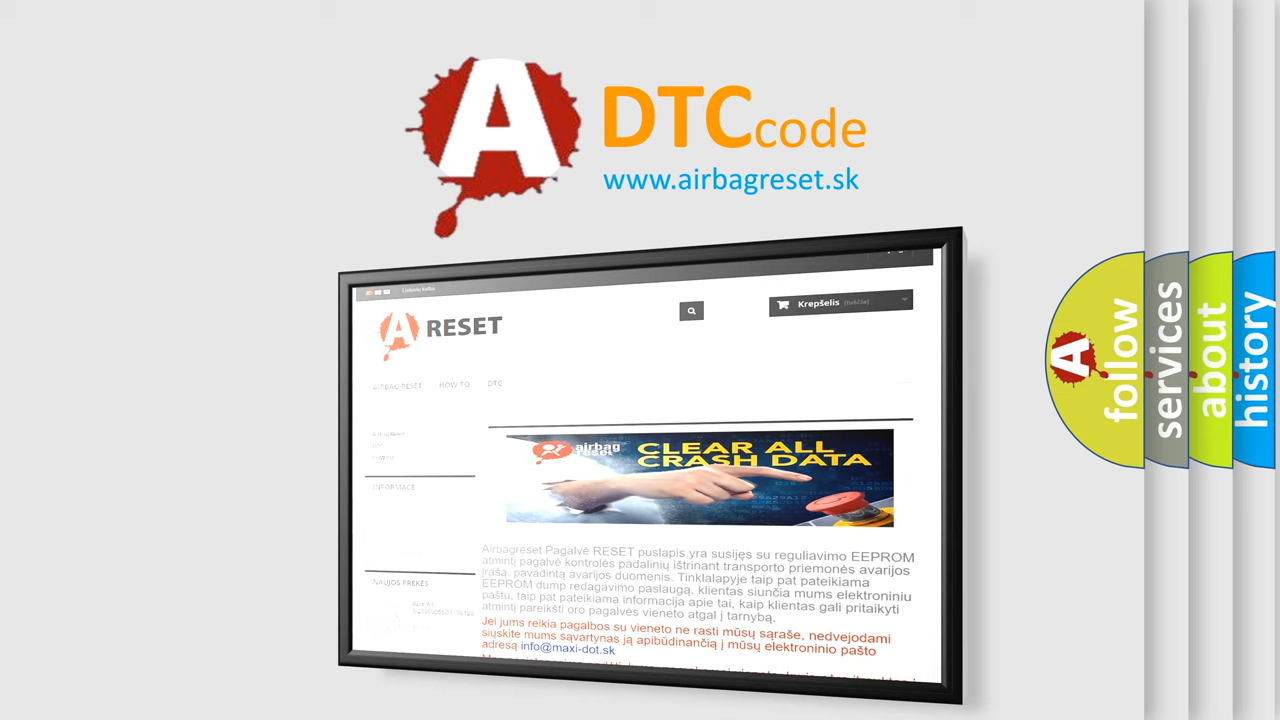 A
DTCcode
www.airbagreset.sk
Lietuvių kalba
A RESET
Krepšelis (tuščia)
AIRBAG RESET HOW TO DTC
INFORMACĖ
airbag
reset
CLEAR ALL
CRASH DATA
Airbagreset Pagalvė RESET puslapis yra susijęs su reguliavimo EEPROM
atmintį pagalvė kontrolės padalinių ištrinant transporto priemonės avarijos
įrašą, pavadintą avarijos duomenis. Tinklalapyje taip pat pateikiama
EEPROM dump redagavimo paslaugą, klientas siunčia mums elektroniniu
paštu, taip pat pateikiama informacija apie tai, kaip klientas gali pritaikyti
atmintį pareikšti oro pagalvės vieneto atgal į tarnybą.
Jei jums reikia pagalbos su vieneto ne rasti mūsų sąraše, nedvejodami
siųskite mums sąvartynas ją apibūdinančią į mūsų elektroninio pašto
adresą info@maxi-dot.sk
NAUJOS PREKĖS
A
follow
services
about
history